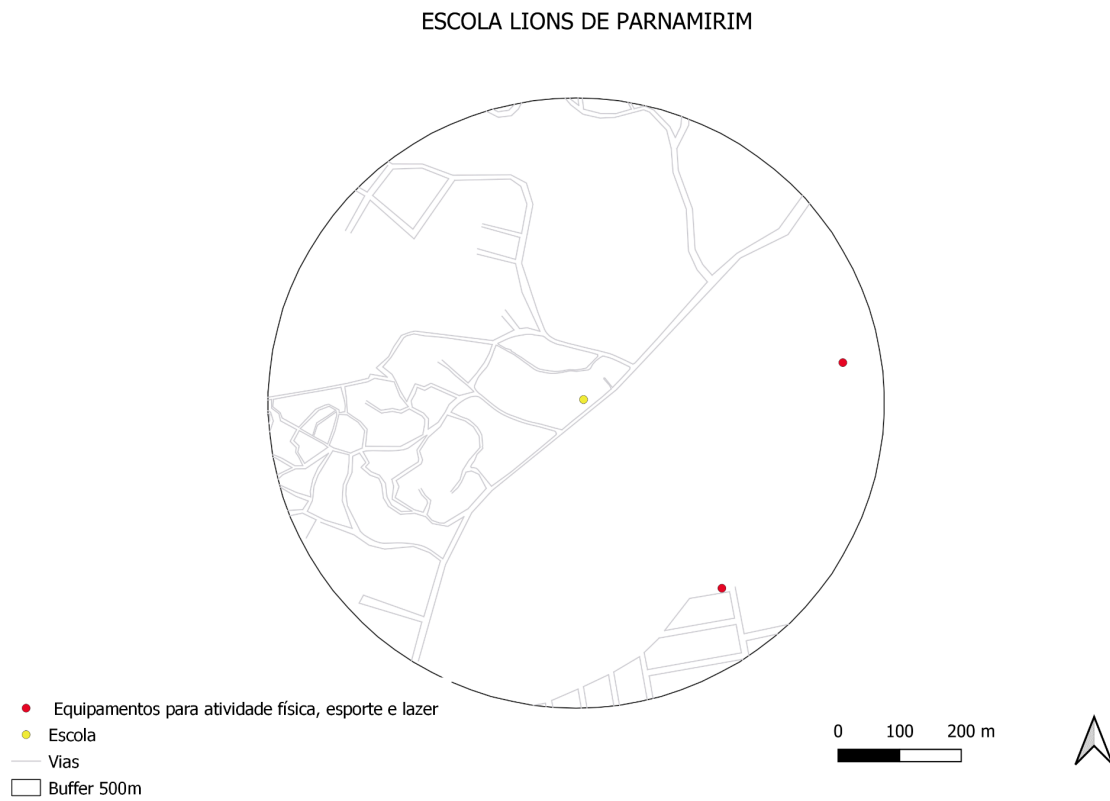 ESCOLA LIONS DE PARNAMIRIM
Equipamentos para atividade física, esporte e lazer
Escola
Vias
Buffer 500m
0 100 200 m